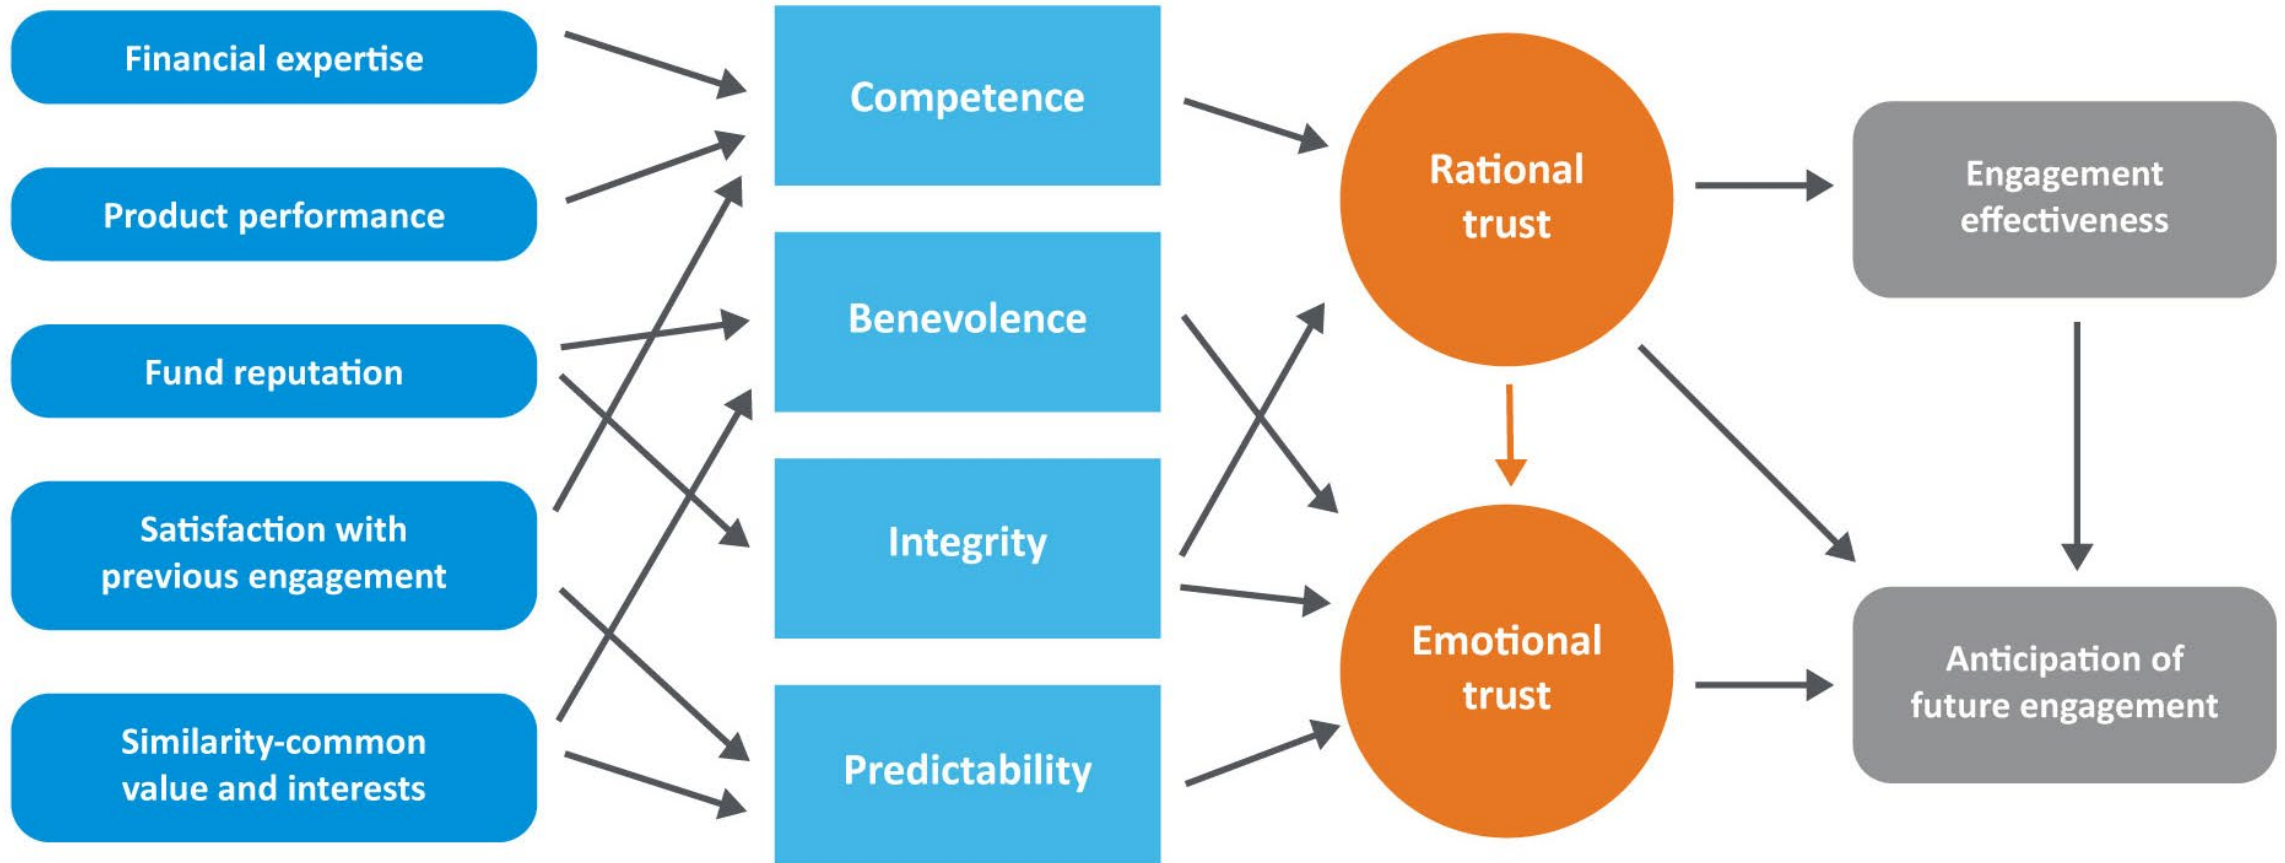 Financial expertise
Product performance
Fund reputation
Satisfaction with
previous engagement
Similarity-common
value and interests
Competence
Benevolence
Integrity
Predictability
Rational
trust
Emotional
trust
Engagement
effectiveness
Anticipation of
future engagement